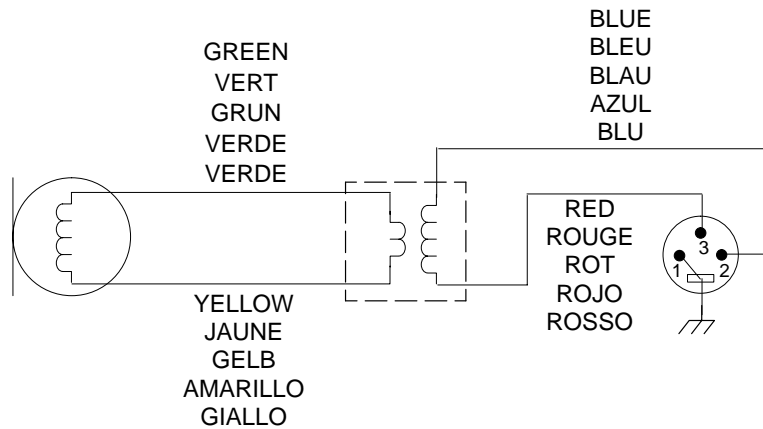 GREEN
VERT
GRUN
VERDE
VERDE
BLUE
BLEU
BLAU
AZUL
BLU
RED
ROUGE
ROT
ROJO
ROSSO
3
1
2
YELLOW
JAUNE
GELB
AMARILLO
GIALLO